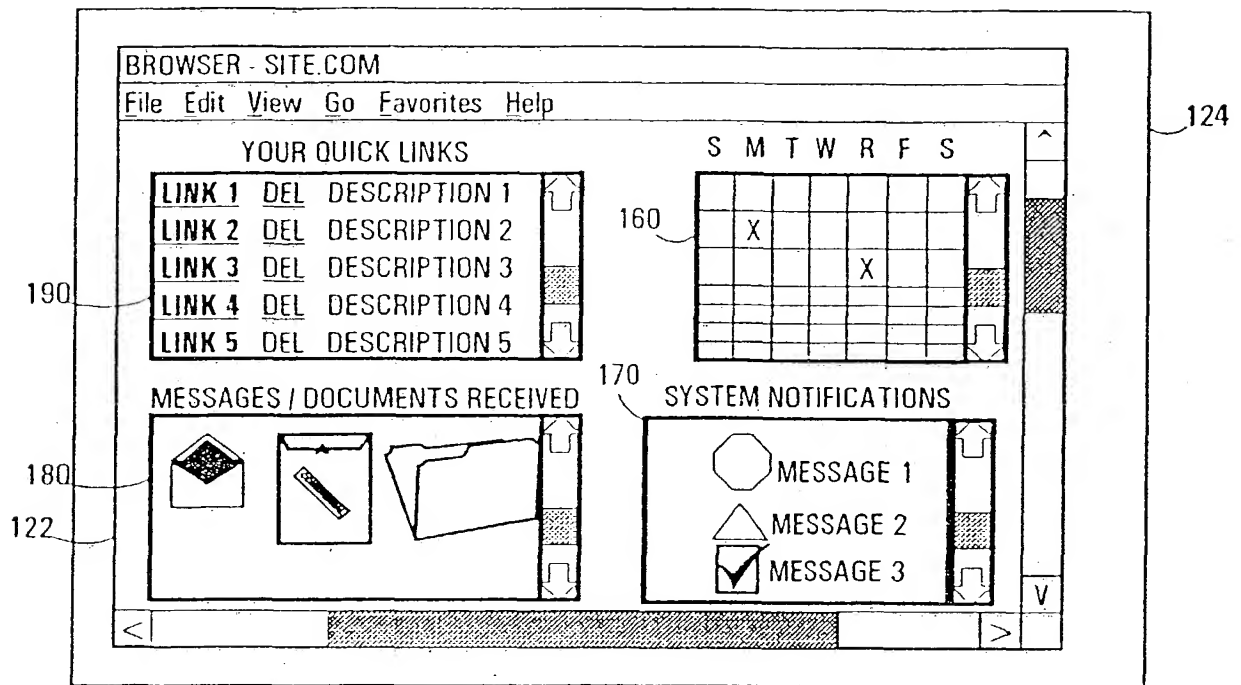 BROWSER - SITE.COM
File Edit View Go Favorites Help
124
YOUR QUICK LINKS
LINK 1 DEL DESCRIPTION 1
LINK 2 DEL DESCRIPTION 2
LINK 3 DEL DESCRIPTION 3
LINK 4 DEL DESCRIPTION 4
LINK 5 DEL DESCRIPTION 5
190
S M T W R F S
160
X
X
MESSAGES / DOCUMENTS RECEIVED
180
122
170
SYSTEM NOTIFICATIONS
MESSAGE 1
MESSAGE 2
MESSAGE 3